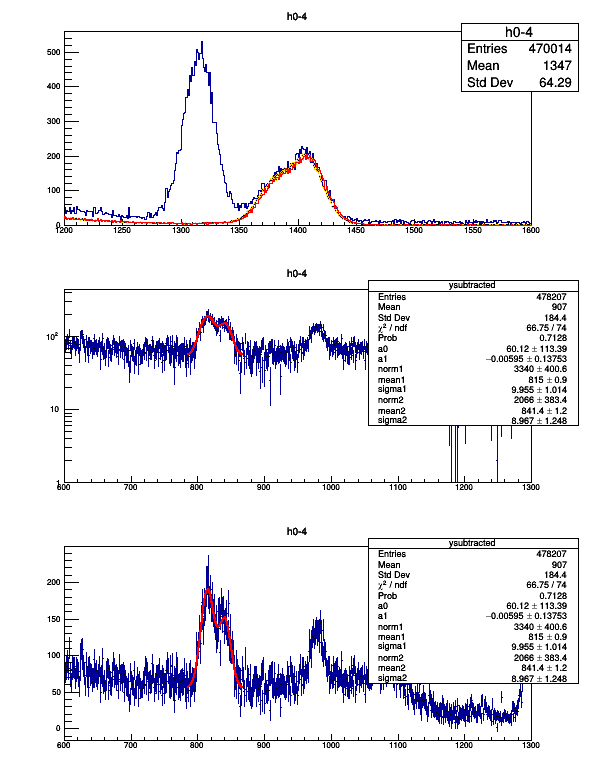 h0-4
h0-4
Entries 470014
Mean 1347
Std Dev 64.29
500
400
300
200
100
0
1200 1250 1300 1350 1400 1450 1500 1550 1600
h0-4
ysubtracted
Entries 478207
Mean 907
Std Dev 184.4
χ² / ndf 66.75 / 74
Prob 0.7128
a0 60.12 ± 113.39
a1 −0.00595 ± 0.13753
norm1 3340 ± 400.6
mean1 815 ± 0.9
sigma1 9.955 ± 1.014
norm2 2066 ± 383.4
mean2 841.4 ± 1.2
sigma2 8.967 ± 1.248
10²
10
1
600 700 800 900 1000 1100 1200 1300
h0-4
ysubtracted
Entries 478207
Mean 907
Std Dev 184.4
χ² / ndf 66.75 / 74
Prob 0.7128
a0 60.12 ± 113.39
a1 −0.00595 ± 0.13753
norm1 3340 ± 400.6
mean1 815 ± 0.9
sigma1 9.955 ± 1.014
norm2 2066 ± 383.4
mean2 841.4 ± 1.2
sigma2 8.967 ± 1.248
200
150
100
50
0
600 700 800 900 1000 1100 1200 1300